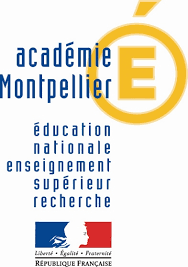 académie
Montpellier
É
éducation
nationale
enseignement
supérieur
recherche
Liberté • Égalité • Fraternité
RÉPUBLIQUE FRANÇAISE